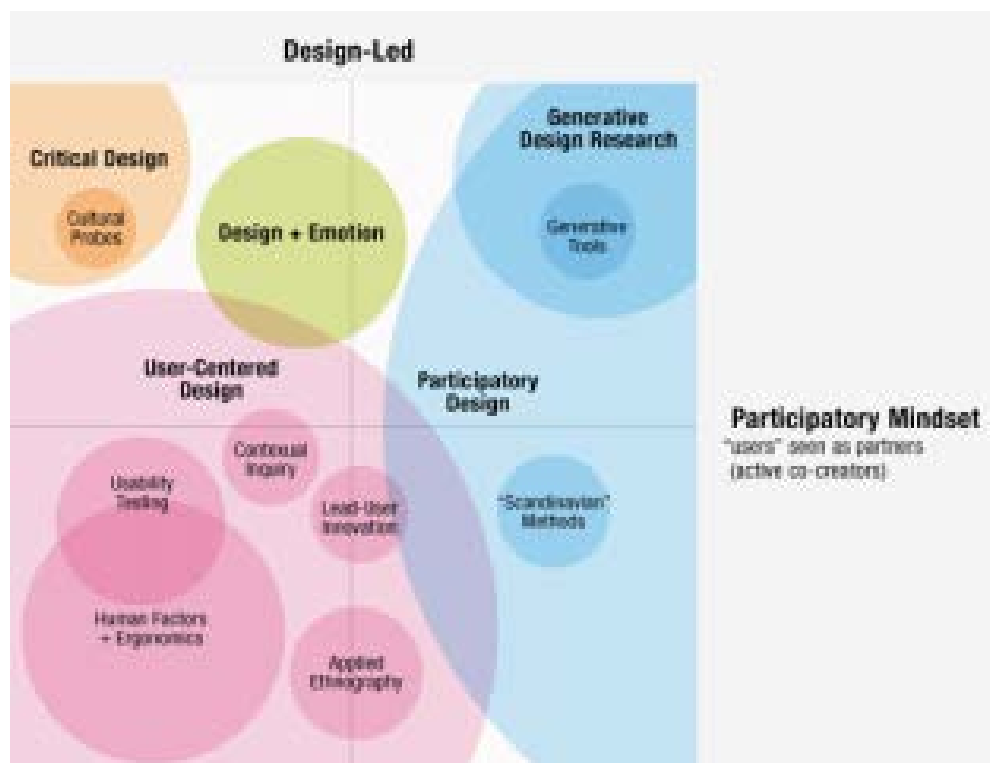 Design-Led
Generative
Design Research
Critical Design
Cultural
Probes
Design + Emotion
Generative
Tools
User-Centered
Design
Participatory
Design
Participatory Mindset
"users" seen as partners
(active co-creators)
Contexual
Inquiry
Usability
Testing
Lead-User
Innovation
"Scandinavian"
Methods
Human Factors
+ Ergonomics
Applied
Ethnography